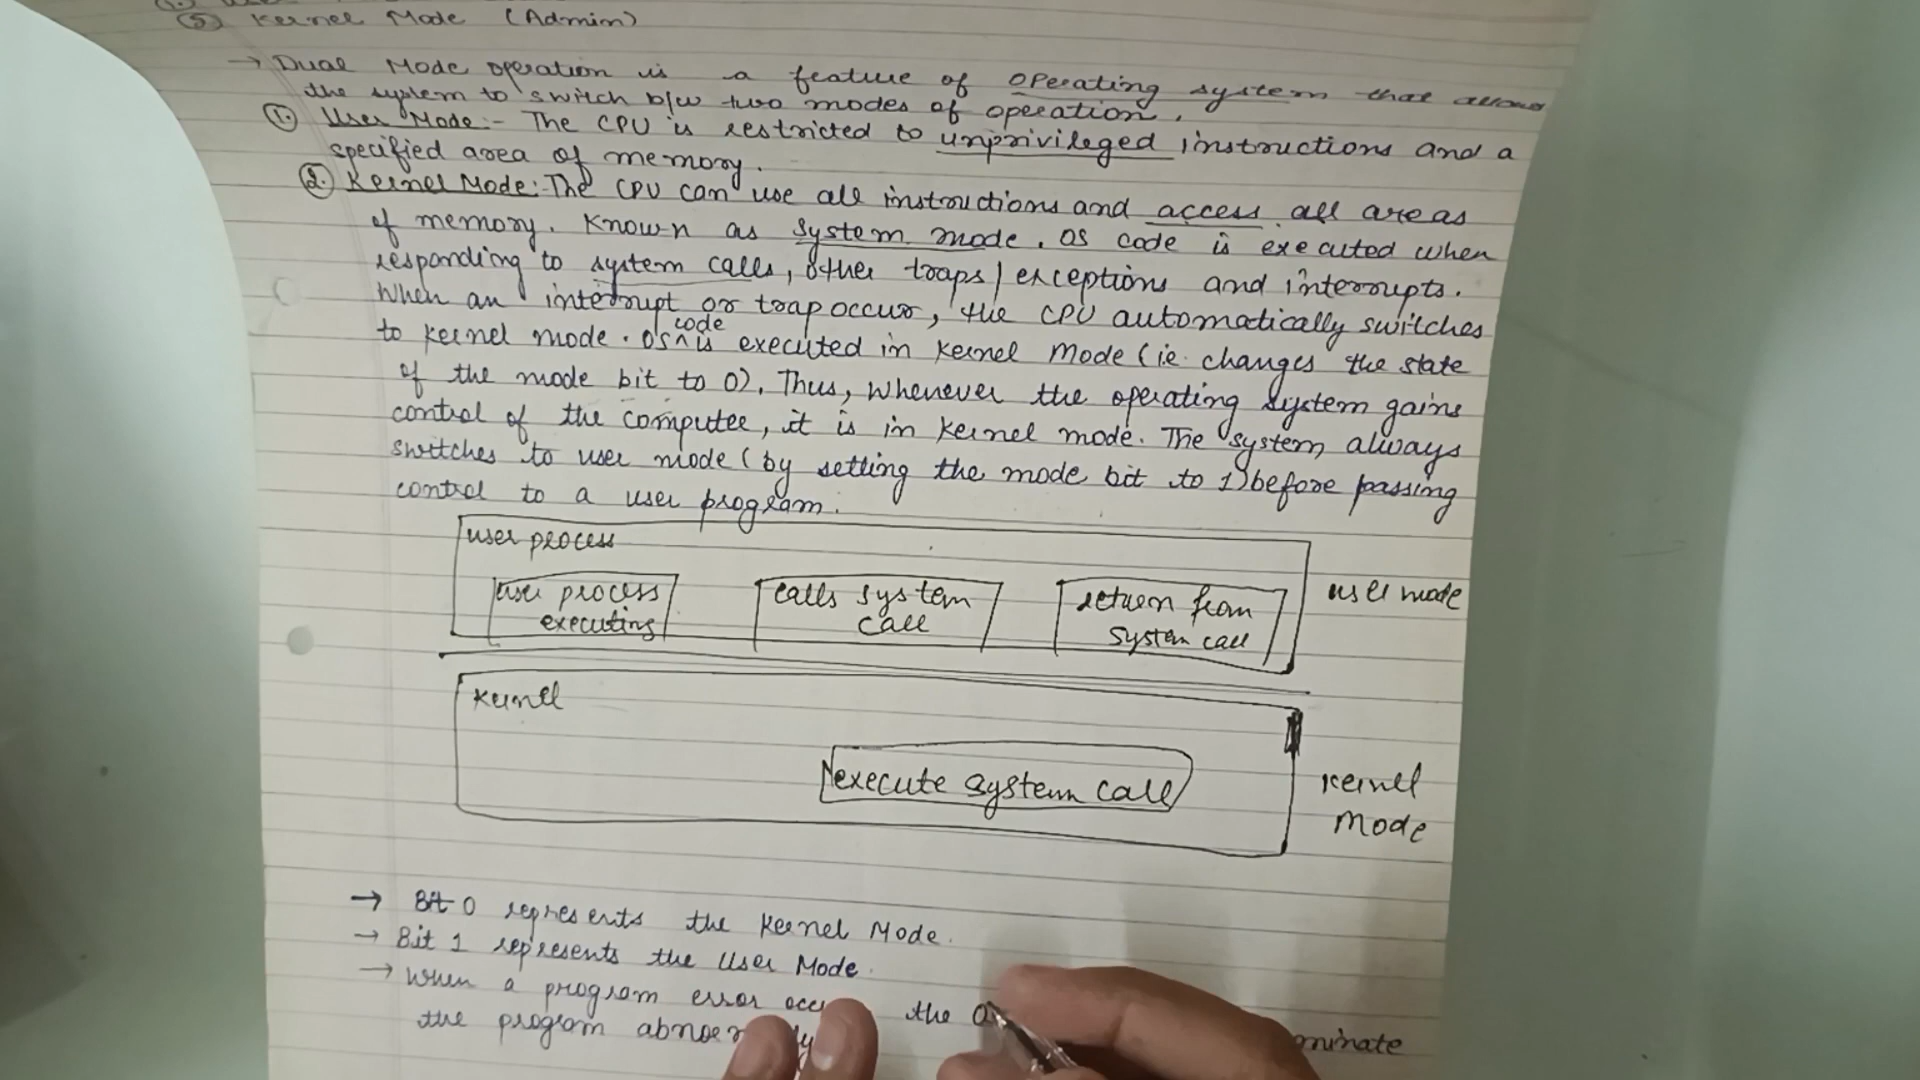 ⑤ Kernel Mode (Admin)
→ Dual Mode operation is a feature of operating system that allows
the system to switch b/w two modes of operation.
①. User Mode:- The CPU is restricted to unprivileged instructions and a
specified area of memory.
②. Kernel Mode:- The CPU can use all instructions and access all areas
of memory. Known as system mode. OS code is executed when
responding to system calls, other traps/exceptions and interrupts.
When an interrupt or trap occur, the CPU automatically switches
to kernel mode. OS ^code is executed in Kernel Mode (ie. changes the state
of the mode bit to 0). Thus, whenever the operating system gains
control of the computer, it is in kernel mode. The system always
switches to user mode (by setting the mode bit to 1) before passing
control to a user program.
user process
user process executing
calls system call
return from system call
user mode
Kernel
execute system call
Kernel Mode
→ Bit 0 represents the Kernel Mode.
→ Bit 1 represents the User Mode.
→ When a program error the
the program